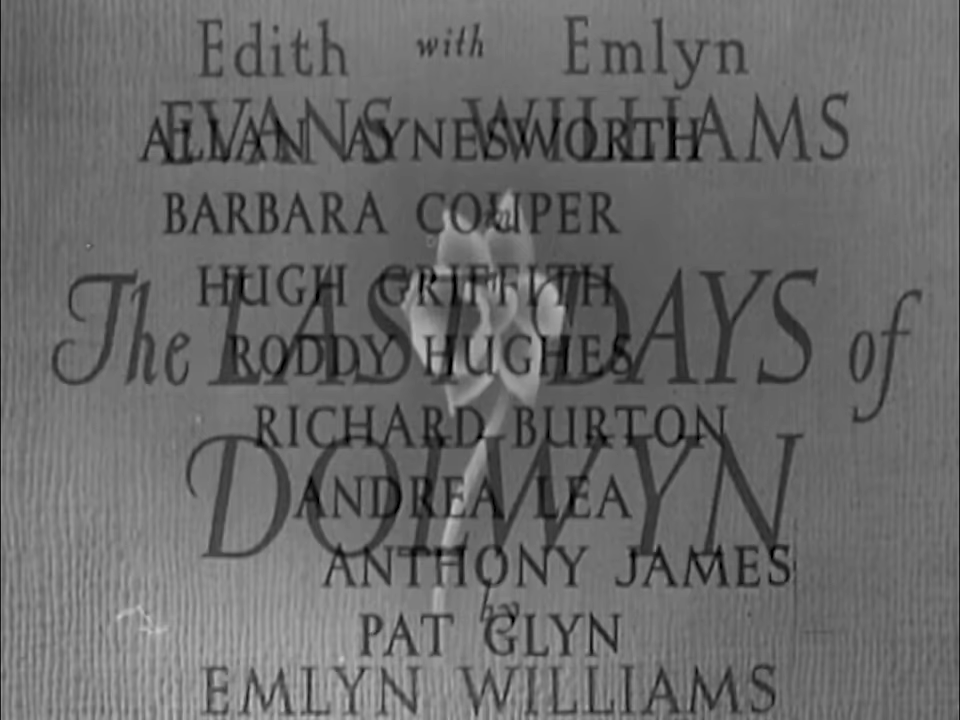 Edith with Emlyn
EVANS WILLIAMS
in
The LAST DAYS of
DOLWYN
by
EMLYN WILLIAMS
ALLAN AYNESWORTH
BARBARA COUPER
HUGH GRIFFITH
RODDY HUGHES
RICHARD BURTON
ANDREA LEA
ANTHONY JAMES
PAT GLYN